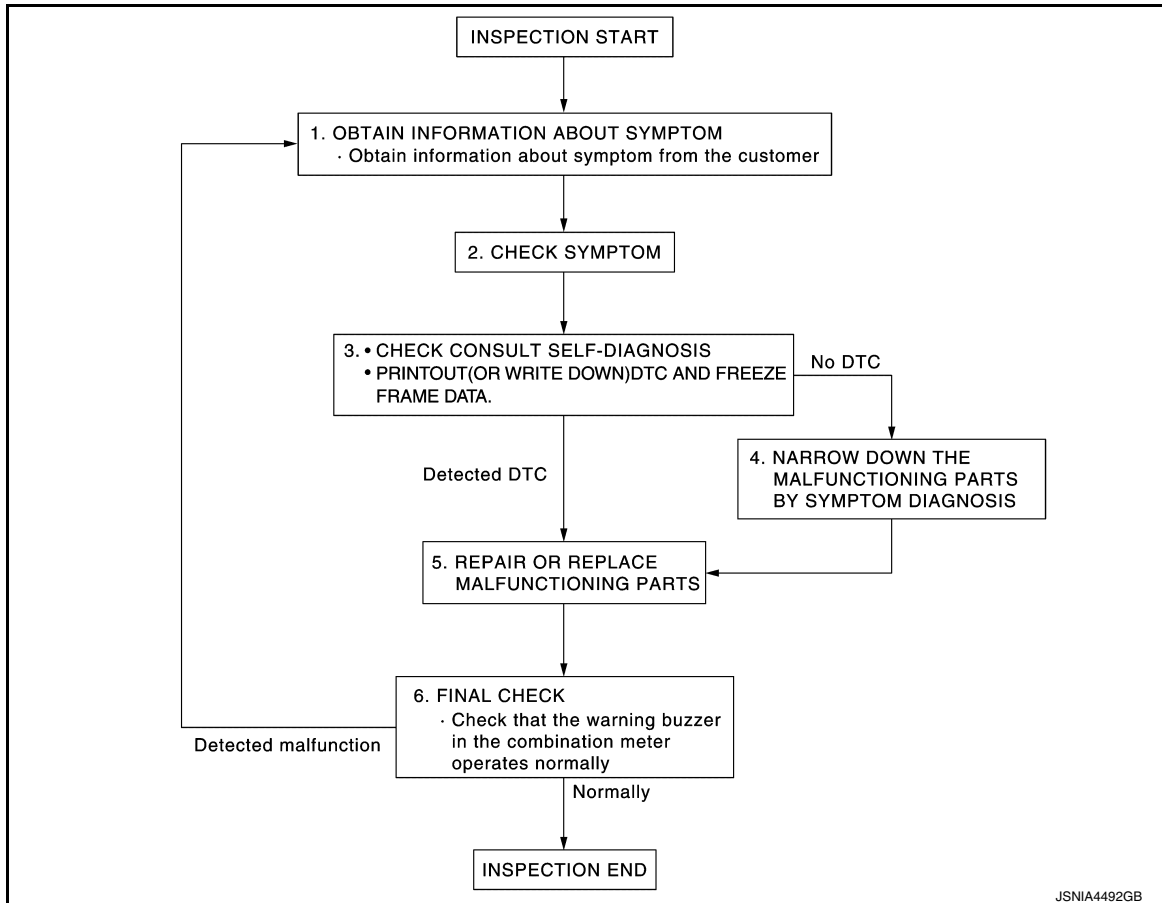 INSPECTION START
1. OBTAIN INFORMATION ABOUT SYMPTOM
· Obtain information about symptom from the customer
2. CHECK SYMPTOM
3. • CHECK CONSULT SELF-DIAGNOSIS
• PRINTOUT(OR WRITE DOWN)DTC AND FREEZE
FRAME DATA.
No DTC
Detected DTC
4. NARROW DOWN THE
MALFUNCTIONING PARTS
BY SYMPTOM DIAGNOSIS
5. REPAIR OR REPLACE
MALFUNCTIONING PARTS
6. FINAL CHECK
· Check that the warning buzzer
in the combination meter
operates normally
Detected malfunction
Normally
INSPECTION END
JSNIA4492GB